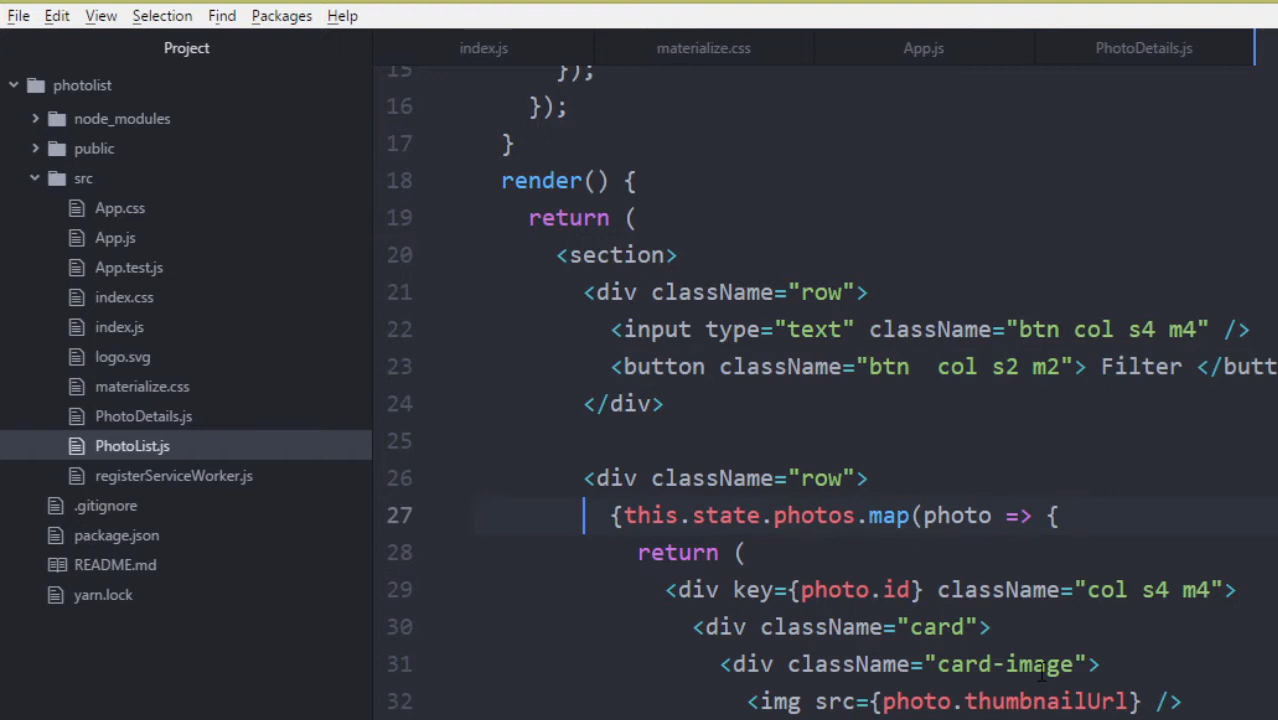 File Edit View Selection Find Packages Help
Project
index.js materialize.css App.js PhotoDetails.js
photolist
node_modules
public
src
App.css
App.js
App.test.js
index.css
index.js
logo.svg
materialize.css
PhotoDetails.js
PhotoList.js
registerServiceWorker.js
.gitignore
package.json
README.md
yarn.lock
15 });
16 });
17 }
18 render() {
19 return (
20 <section>
21 <div className="row">
22 <input type="text" className="btn col s4 m4" />
23 <button className="btn  col s2 m2"> Filter </butt
24 </div>
25
26 <div className="row">
27 {this.state.photos.map(photo => {
28 return (
29 <div key={photo.id} className="col s4 m4">
30 <div className="card">
31 <div className="card-image">
32 <img src={photo.thumbnailUrl} />